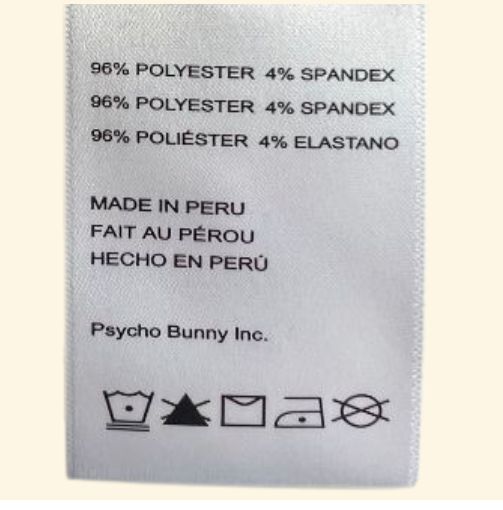 96% POLYESTER 4% SPANDEX
96% POLYESTER 4% SPANDEX
96% POLIÉSTER 4% ELASTANO
MADE IN PERU
FAIT AU PÉROU
HECHO EN PERÚ
Psycho Bunny Inc.